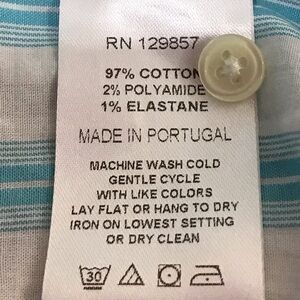 RN 129857
97% COTTON
2% POLYAMIDE
1% ELASTANE
MADE IN PORTUGAL
MACHINE WASH COLD
GENTLE CYCLE
WITH LIKE COLORS
LAY FLAT OR HANG TO DRY
IRON ON LOWEST SETTING
OR DRY CLEAN
30